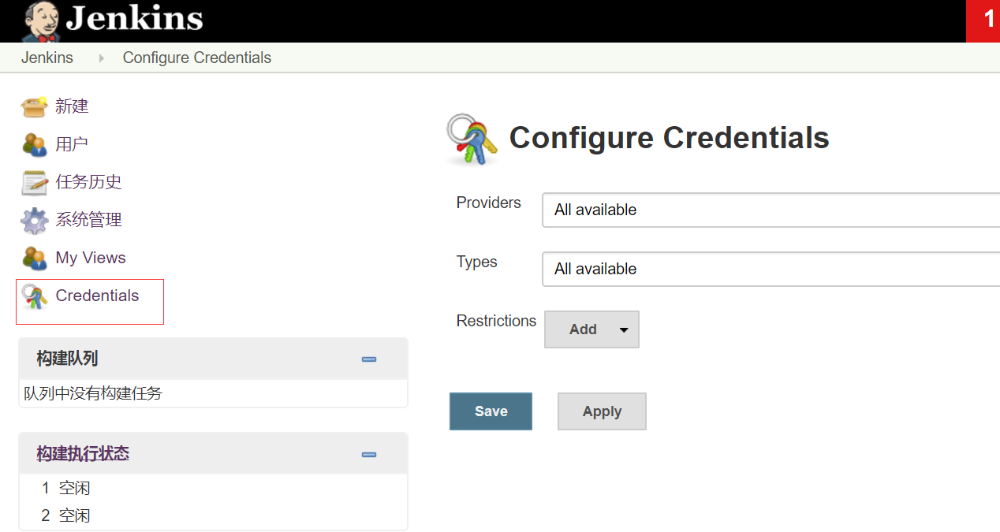 Jenkins
1
Jenkins Configure Credentials
新建
用户
任务历史
系统管理
My Views
Credentials
构建队列
队列中没有构建任务
构建执行状态
1 空闲
2 空闲
Configure Credentials
Providers All available
Types All available
Restrictions Add
Save Apply